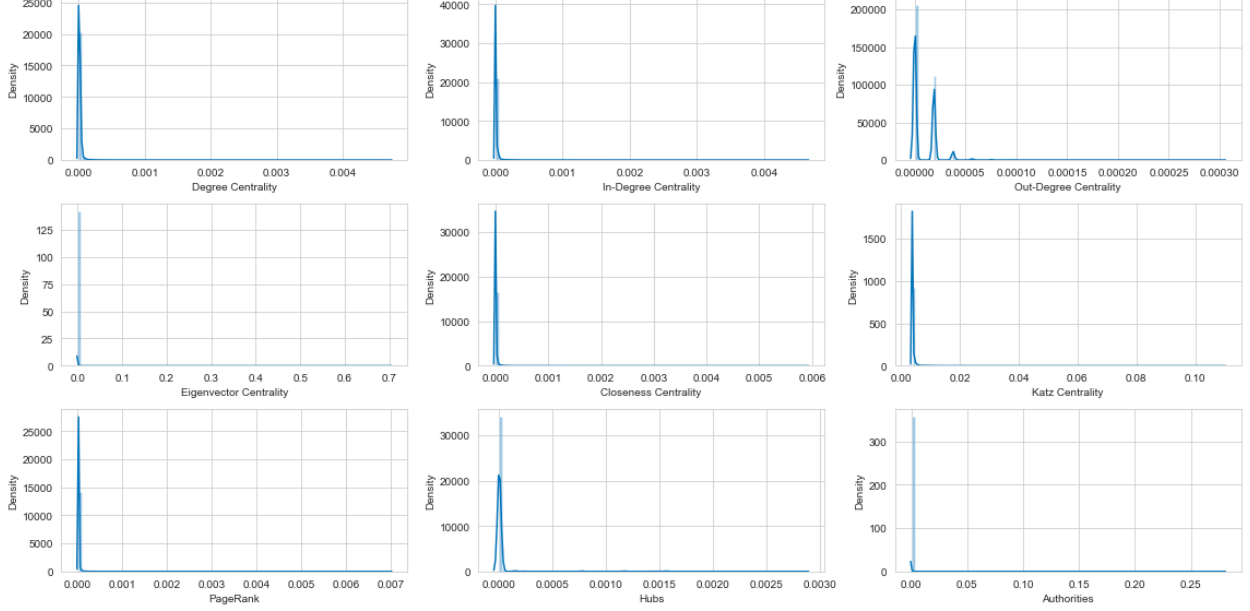 25000
20000
15000
10000
5000
0
Density
0.000 0.001 0.002 0.003 0.004
Degree Centrality
40000
30000
20000
10000
0
Density
0.000 0.001 0.002 0.003 0.004
In-Degree Centrality
200000
150000
100000
50000
0
Density
0.00000 0.00005 0.00010 0.00015 0.00020 0.00025 0.00030
Out-Degree Centrality
125
100
75
50
25
0
Density
0.0 0.1 0.2 0.3 0.4 0.5 0.6 0.7
Eigenvector Centrality
30000
20000
10000
0
Density
0.000 0.001 0.002 0.003 0.004 0.005 0.006
Closeness Centrality
1500
1000
500
0
Density
0.00 0.02 0.04 0.06 0.08 0.10
Katz Centrality
25000
20000
15000
10000
5000
0
Density
0.000 0.001 0.002 0.003 0.004 0.005 0.006 0.007
PageRank
30000
20000
10000
0
Density
0.0000 0.0005 0.0010 0.0015 0.0020 0.0025 0.0030
Hubs
300
200
100
0
Density
0.00 0.05 0.10 0.15 0.20 0.25
Authorities